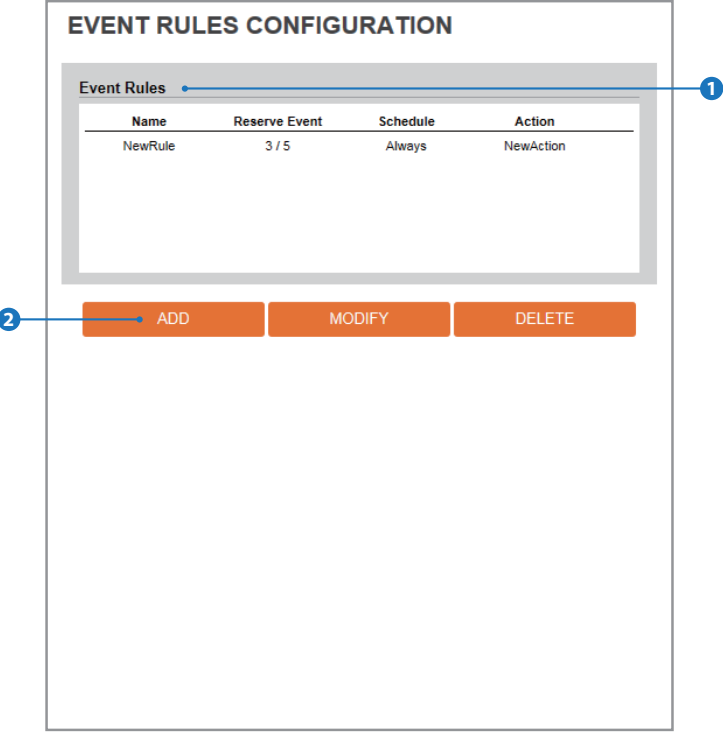 EVENT RULES CONFIGURATION
Event Rules
1
Name Reserve Event Schedule Action
NewRule 3 / 5 Always NewAction
2
ADD MODIFY DELETE